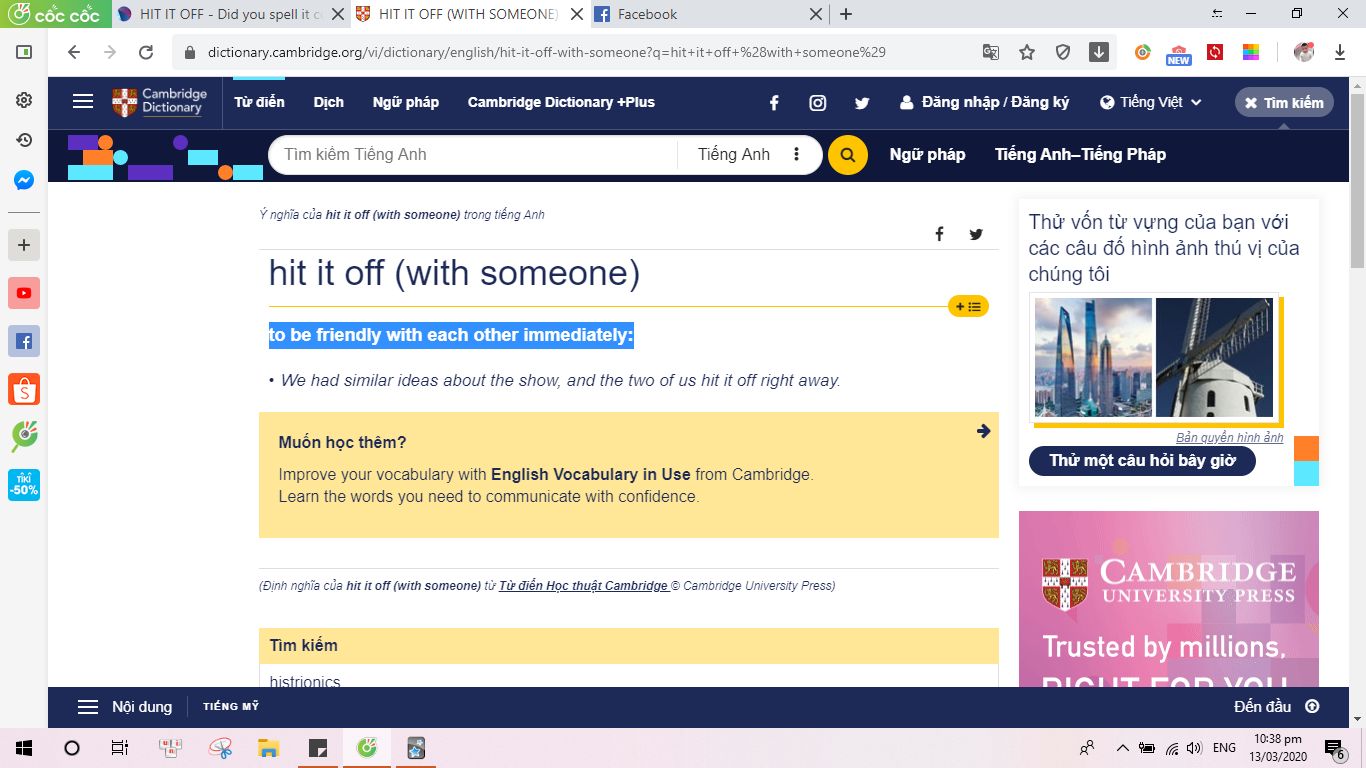 cốc cốc
HIT IT OFF - Did you spell it c
HIT IT OFF (WITH SOMEONE)
Facebook
dictionary.cambridge.org/vi/dictionary/english/hit-it-off-with-someone?q=hit+it+off+%28with+someone%29
NEW
Cambridge
Dictionary
Từ điển
Dịch
Ngữ pháp
Cambridge Dictionary +Plus
Đăng nhập / Đăng ký
Tiếng Việt
Tìm kiếm
Tìm kiếm Tiếng Anh
Tiếng Anh
Ngữ pháp
Tiếng Anh–Tiếng Pháp
Ý nghĩa của hit it off (with someone) trong tiếng Anh
hit it off (with someone)
to be friendly with each other immediately:
• We had similar ideas about the show, and the two of us hit it off right away.
Muốn học thêm?
Improve your vocabulary with English Vocabulary in Use from Cambridge.
Learn the words you need to communicate with confidence.
(Định nghĩa của hit it off (with someone) từ Từ điển Học thuật Cambridge © Cambridge University Press)
Tìm kiếm
histrionics
Thử vốn từ vựng của bạn với
các câu đố hình ảnh thú vị của
chúng tôi
Bản quyền hình ảnh
Thử một câu hỏi bây giờ
CAMBRIDGE
UNIVERSITY PRESS
Trusted by millions,
RIGHT FOR YOU
TIKI
-50%
Nội dung
TIẾNG MỸ
Đến đầu
ENG
10:38 pm
13/03/2020
6